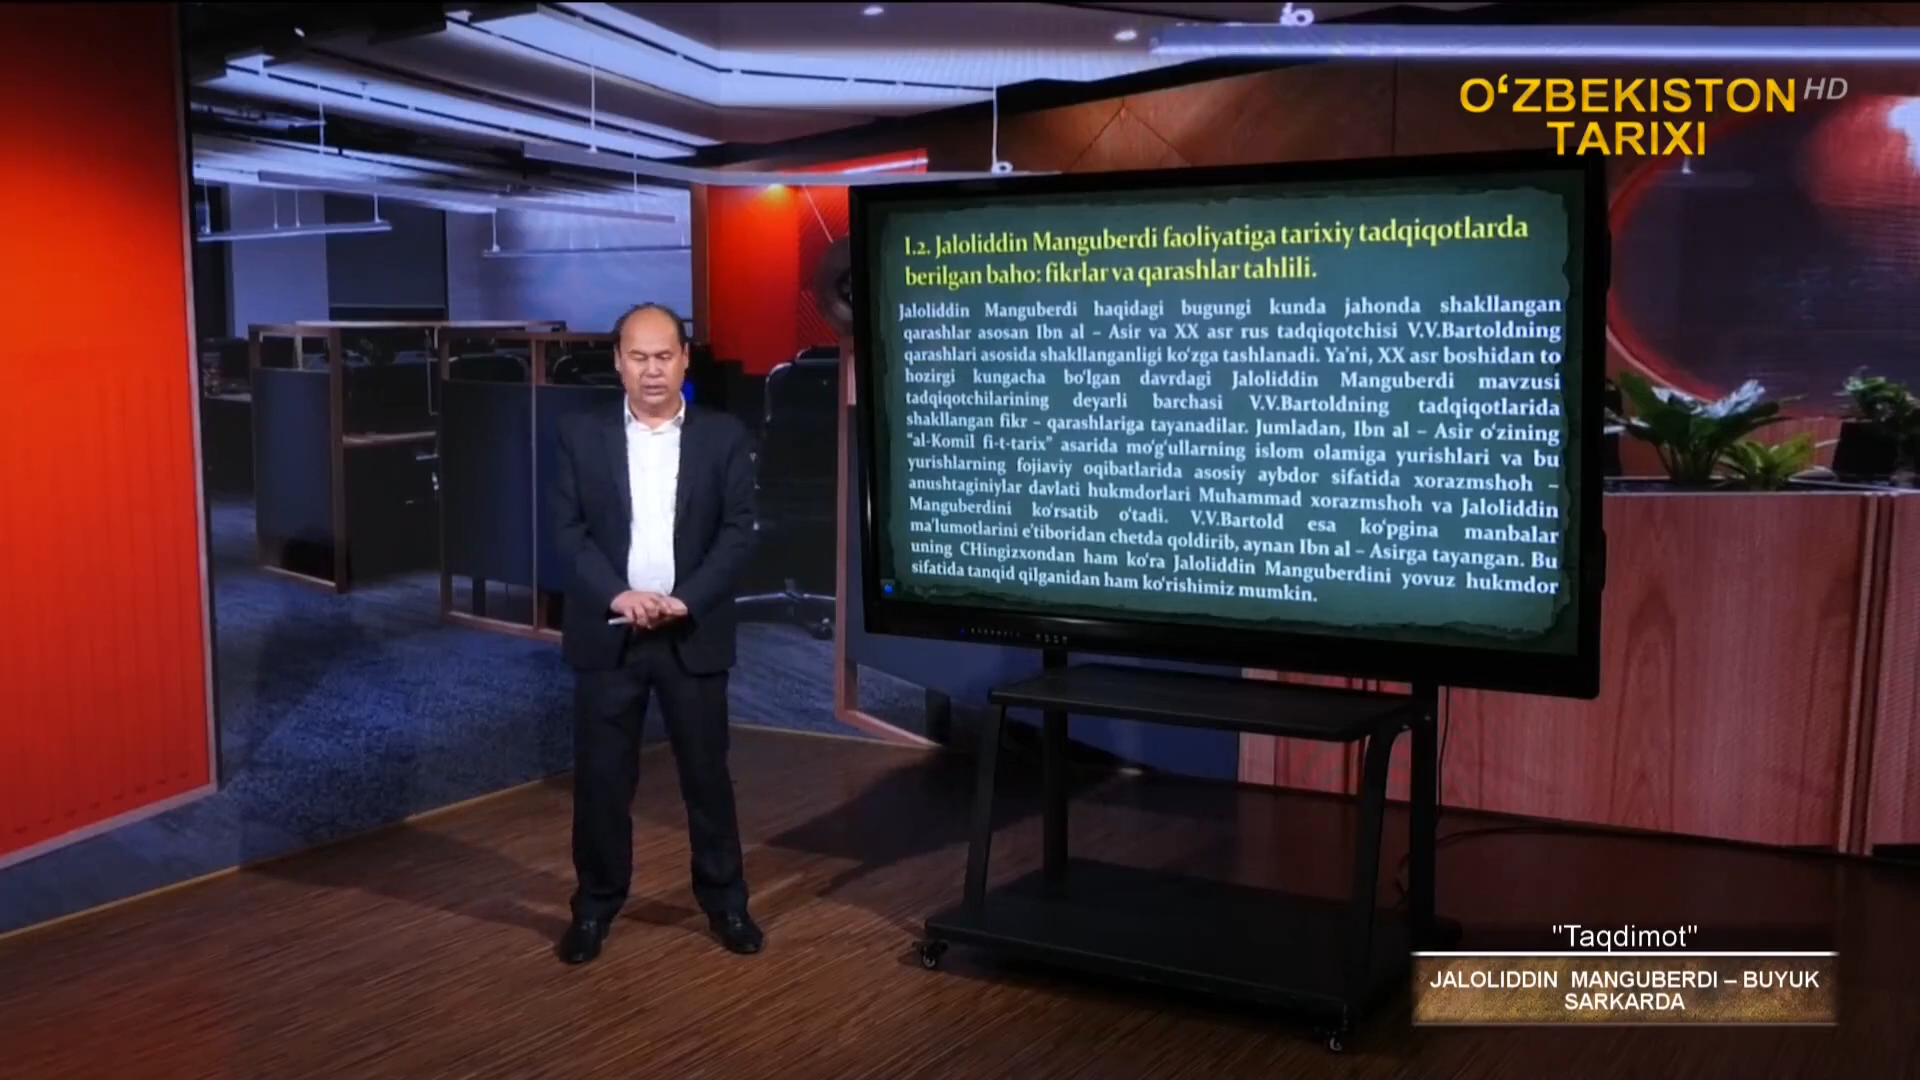 O‘ZBEKISTON HD
TARIXI
I.2. Jaloliddin Manguberdi faoliyatiga tarixiy tadqiqotlarda
berilgan baho: fikrlar va qarashlar tahlili.
Jaloliddin Manguberdi haqidagi bugungi kunda jahonda shakllangan
qarashlar asosan Ibn al – Asir va XX asr rus tadqiqotchisi V.V.Bartoldning
qarashlari asosida shakllanganligi ko‘zga tashlanadi. Ya’ni, XX asr boshidan to
hozirgi kungacha bo‘lgan davrdagi Jaloliddin Manguberdi mavzusi
tadqiqotchilarining deyarli barchasi V.V.Bartoldning tadqiqotlarida
shakllangan fikr – qarashlariga tayanadilar. Jumladan, Ibn al – Asir o‘zining
“al-Komil fi-t-tarix” asarida mo‘g‘ullarning islom olamiga yurishlari va bu
yurishlarning fojiaviy oqibatlarida asosiy aybdor sifatida xorazmshoh –
anushtaginiylar davlati hukmdorlari Muhammad xorazmshoh va Jaloliddin
Manguberdini ko‘rsatib o‘tadi. V.V.Bartold esa ko‘pgina manbalar
ma’lumotlarini e’tiboridan chetda qoldirib, aynan Ibn al – Asirga tayangan. Bu
uning CHingizxondan ham ko‘ra Jaloliddin Manguberdini yovuz hukmdor
sifatida tanqid qilganidan ham ko‘rishimiz mumkin.
"Taqdimot"
JALOLIDDIN MANGUBERDI – BUYUK
SARKARDA